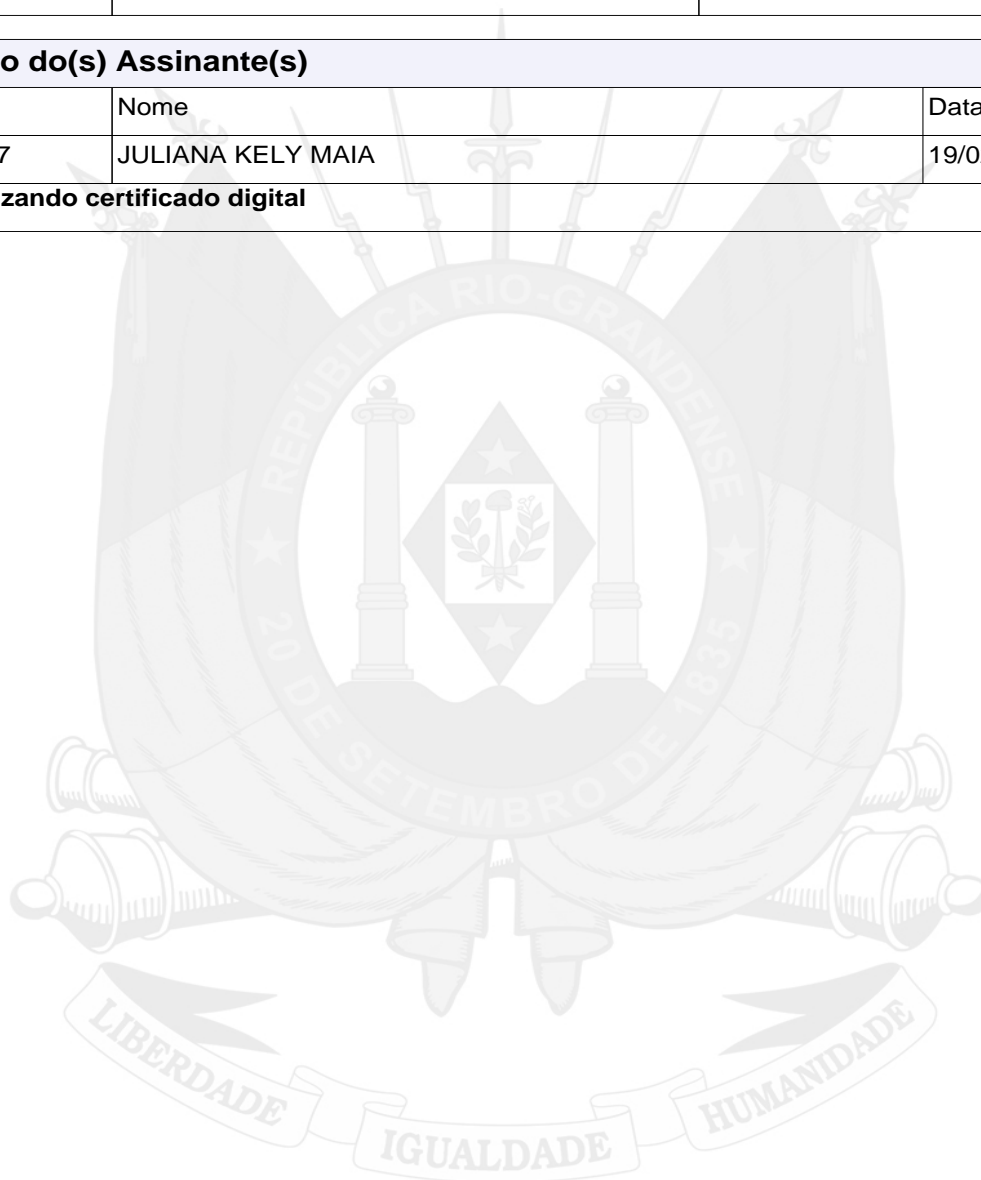 o do(s) Assinante(s)
Nome
Data
7
JULIANA KELY MAIA
19/0
zando certificado digital
REPÚBLICA RIO-GRANDENSE
20 DE SETEMBRO DE 1835
LIBERDADE
IGUALDADE
HUMANIDADE